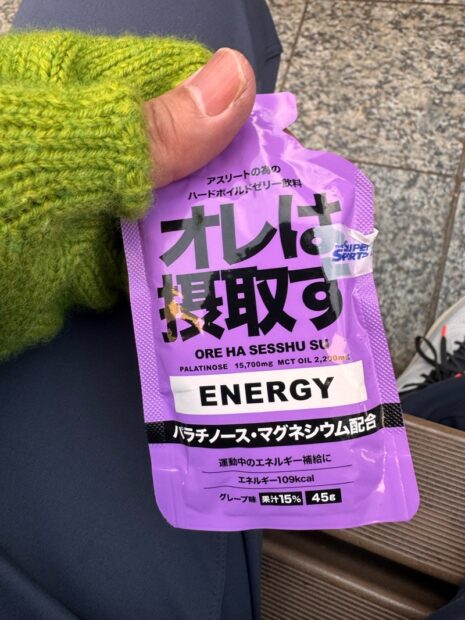 アスリートの為の
ハードボイルドゼリー飲料
オレは
THE SUPER SPORTS
摂取す
ORE HA SESSHU SU
PALATINOSE 15,700mg MCT OIL 2,200mg
ENERGY
パラチノース・マグネシウム配合
運動中のエネルギー補給に
エネルギー109kcal
グレープ味 果汁15% 45g